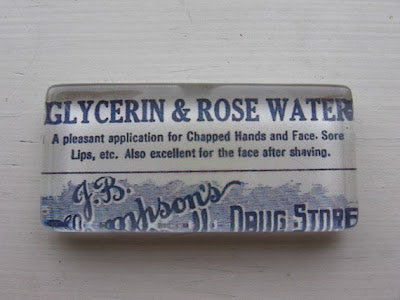 GLYCERIN & ROSE WATER
A pleasant application for Chapped Hands and Face. Sore
Lips, etc. Also excellent for the face after shaving.
J. B.
DRUG STORE